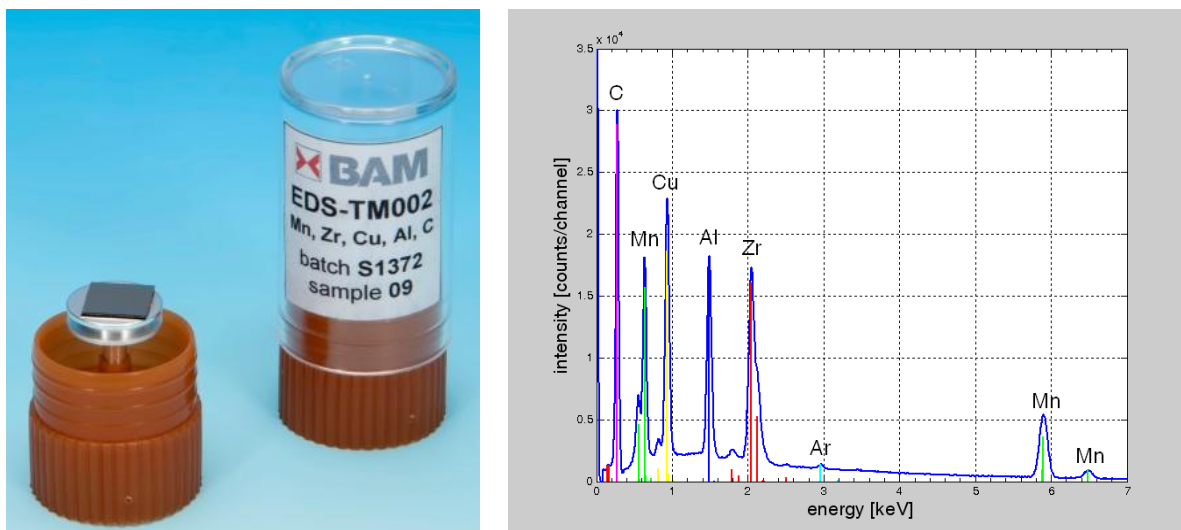 BAM
EDS-TM002
Mn, Zr, Cu, Al, C
batch S1372
sample 09
x 10⁴
3.5
3
2.5
2
1.5
1
0.5
0
intensity [counts/channel]
C
Mn
Cu
Al
Zr
Ar
Mn
Mn
0 1 2 3 4 5 6 7
energy [keV]